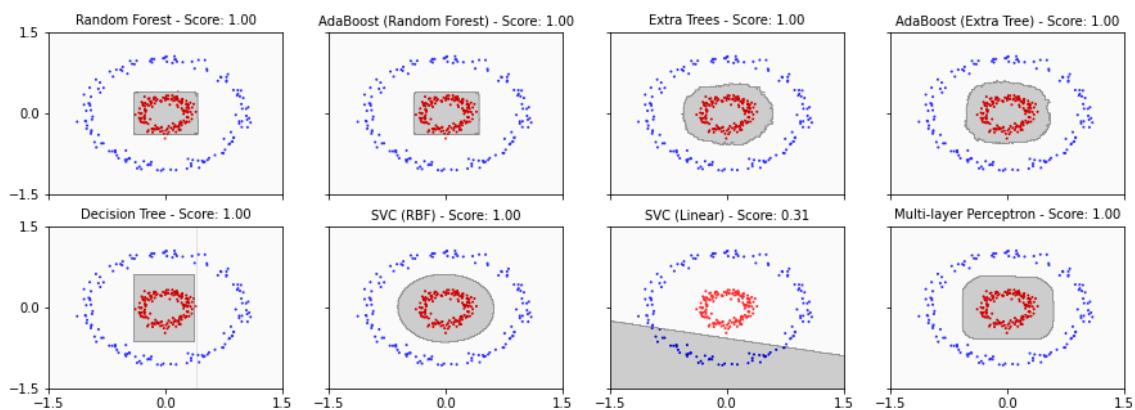 Random Forest - Score: 1.00
AdaBoost (Random Forest) - Score: 1.00
Extra Trees - Score: 1.00
AdaBoost (Extra Tree) - Score: 1.00
1.5
0.0
−1.5
Decision Tree - Score: 1.00
SVC (RBF) - Score: 1.00
SVC (Linear) - Score: 0.31
Multi-layer Perceptron - Score: 1.00
1.5
0.0
−1.5
−1.5 0.0 1.5 −1.5 0.0 1.5 −1.5 0.0 1.5 −1.5 0.0 1.5